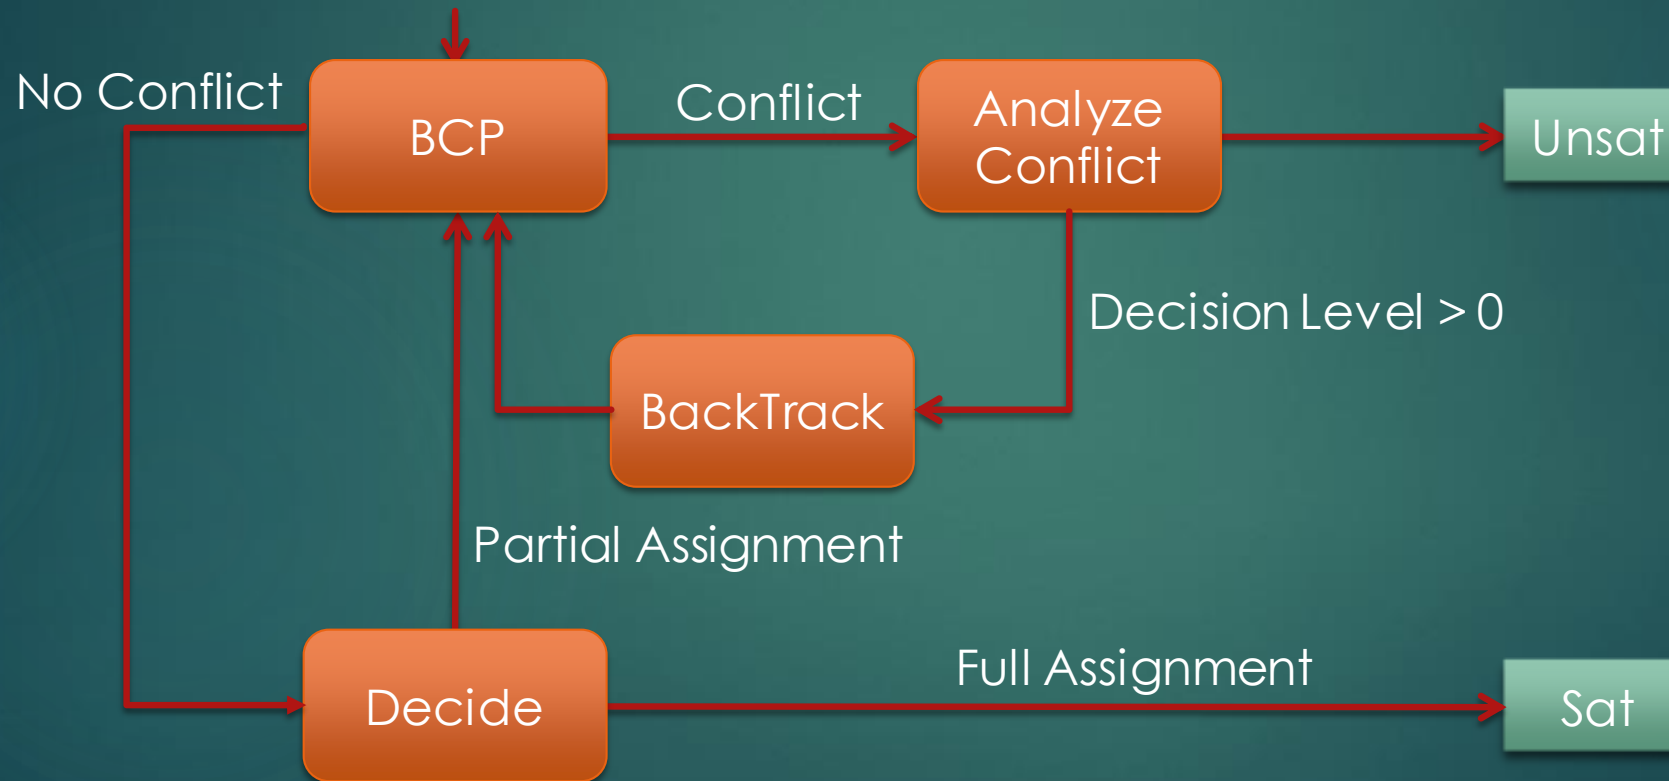 No Conflict
BCP
Conflict
Analyze
Conflict
Unsat
Decision Level > 0
BackTrack
Partial Assignment
Decide
Full Assignment
Sat